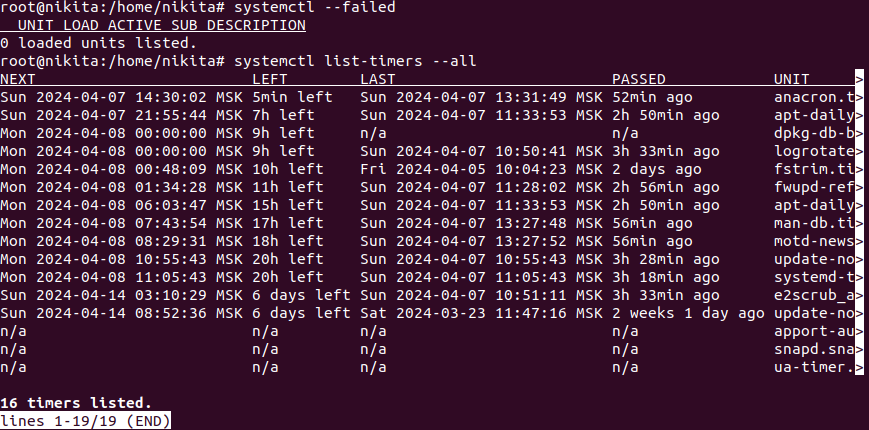 root@nikita:/home/nikita# systemctl --failed
  UNIT LOAD ACTIVE SUB DESCRIPTION
0 loaded units listed.
root@nikita:/home/nikita# systemctl list-timers --all
NEXT                        LEFT        LAST                        PASSED            UNIT     >
Sun 2024-04-07 14:30:02 MSK 5min left   Sun 2024-04-07 13:31:49 MSK 52min ago         anacron.t>
Sun 2024-04-07 21:55:44 MSK 7h left     Sun 2024-04-07 11:33:53 MSK 2h 50min ago      apt-daily>
Mon 2024-04-08 00:00:00 MSK 9h left     n/a                         n/a               dpkg-db-b>
Mon 2024-04-08 00:00:00 MSK 9h left     Sun 2024-04-07 10:50:41 MSK 3h 33min ago      logrotate>
Mon 2024-04-08 00:48:09 MSK 10h left    Fri 2024-04-05 10:04:23 MSK 2 days ago        fstrim.ti>
Mon 2024-04-08 01:34:28 MSK 11h left    Sun 2024-04-07 11:28:02 MSK 2h 56min ago      fwupd-ref>
Mon 2024-04-08 06:03:47 MSK 15h left    Sun 2024-04-07 11:33:53 MSK 2h 50min ago      apt-daily>
Mon 2024-04-08 07:43:54 MSK 17h left    Sun 2024-04-07 13:27:48 MSK 56min ago         man-db.ti>
Mon 2024-04-08 08:29:31 MSK 18h left    Sun 2024-04-07 13:27:52 MSK 56min ago         motd-news>
Mon 2024-04-08 10:55:43 MSK 20h left    Sun 2024-04-07 10:55:43 MSK 3h 28min ago      update-no>
Mon 2024-04-08 11:05:43 MSK 20h left    Sun 2024-04-07 11:05:43 MSK 3h 18min ago      systemd-t>
Sun 2024-04-14 03:10:29 MSK 6 days left Sun 2024-04-07 10:51:11 MSK 3h 33min ago      e2scrub_a>
Sun 2024-04-14 08:52:36 MSK 6 days left Sat 2024-03-23 11:47:16 MSK 2 weeks 1 day ago update-no>
n/a                         n/a         n/a                         n/a               apport-au>
n/a                         n/a         n/a                         n/a               snapd.sna>
n/a                         n/a         n/a                         n/a               ua-timer.>
16 timers listed.
lines 1-19/19 (END)